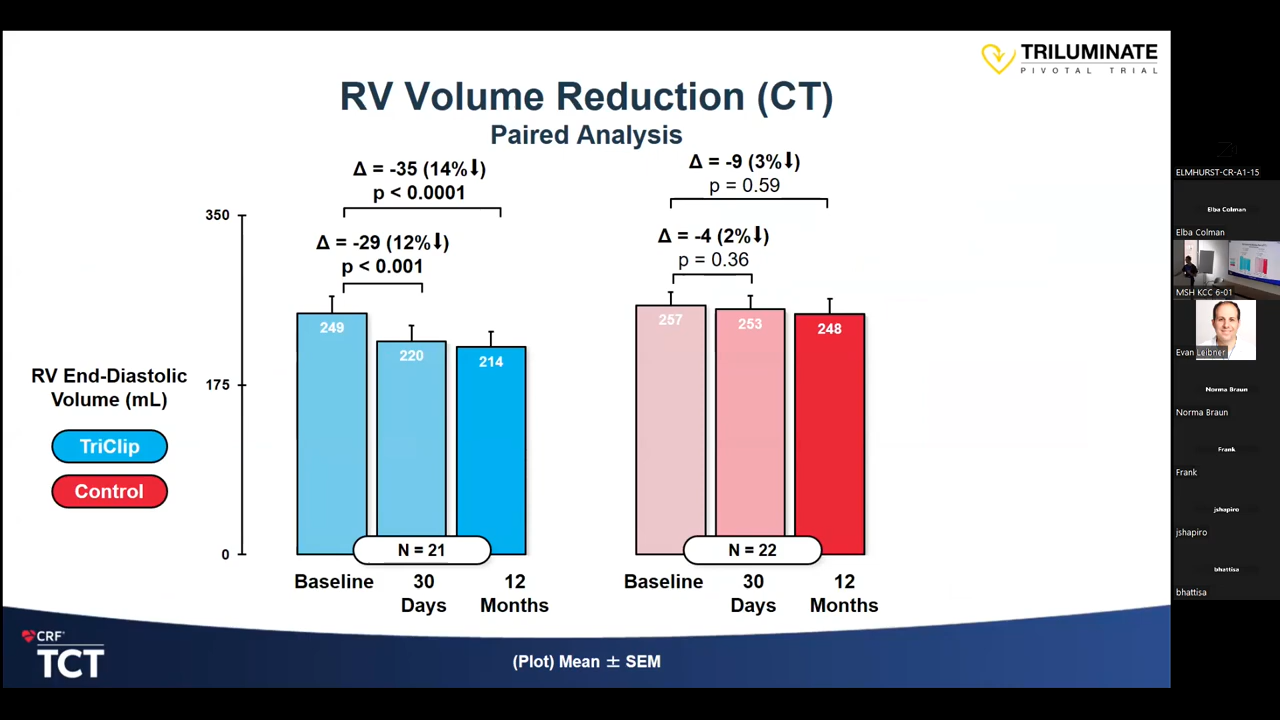 TRILUMINATE
PIVOTAL TRIAL
RV Volume Reduction (CT)
Paired Analysis
Δ = -35 (14%⬇)
p < 0.0001
Δ = -29 (12%⬇)
p < 0.001
Δ = -9 (3%⬇)
p = 0.59
Δ = -4 (2%⬇)
p = 0.36
350
175
0
RV End-Diastolic
Volume (mL)
TriClip
Control
249
220
214
257
253
248
N = 21
N = 22
Baseline
30
Days
12
Months
Baseline
30
Days
12
Months
CRF
TCT
(Plot) Mean ± SEM
ELMHURST-CR-A1-15
Elba Colman
Elba Colman
MSH KCC 6-01
Evan Leibner
Norma Braun
Norma Braun
Frank
Frank
jshapiro
jshapiro
bhattisa
bhattisa